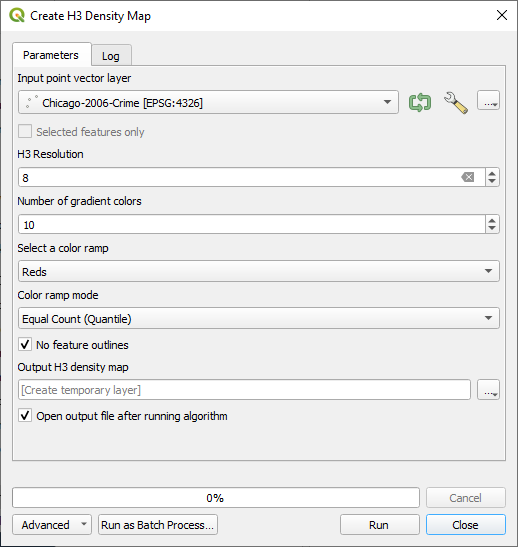 Create H3 Density Map
Parameters
Log
Input point vector layer
Chicago-2006-Crime [EPSG:4326]
...
Selected features only
H3 Resolution
8
Number of gradient colors
10
Select a color ramp
Reds
Color ramp mode
Equal Count (Quantile)
No feature outlines
Output H3 density map
[Create temporary layer]
...
Open output file after running algorithm
0%
Cancel
Advanced
Run as Batch Process...
Run
Close